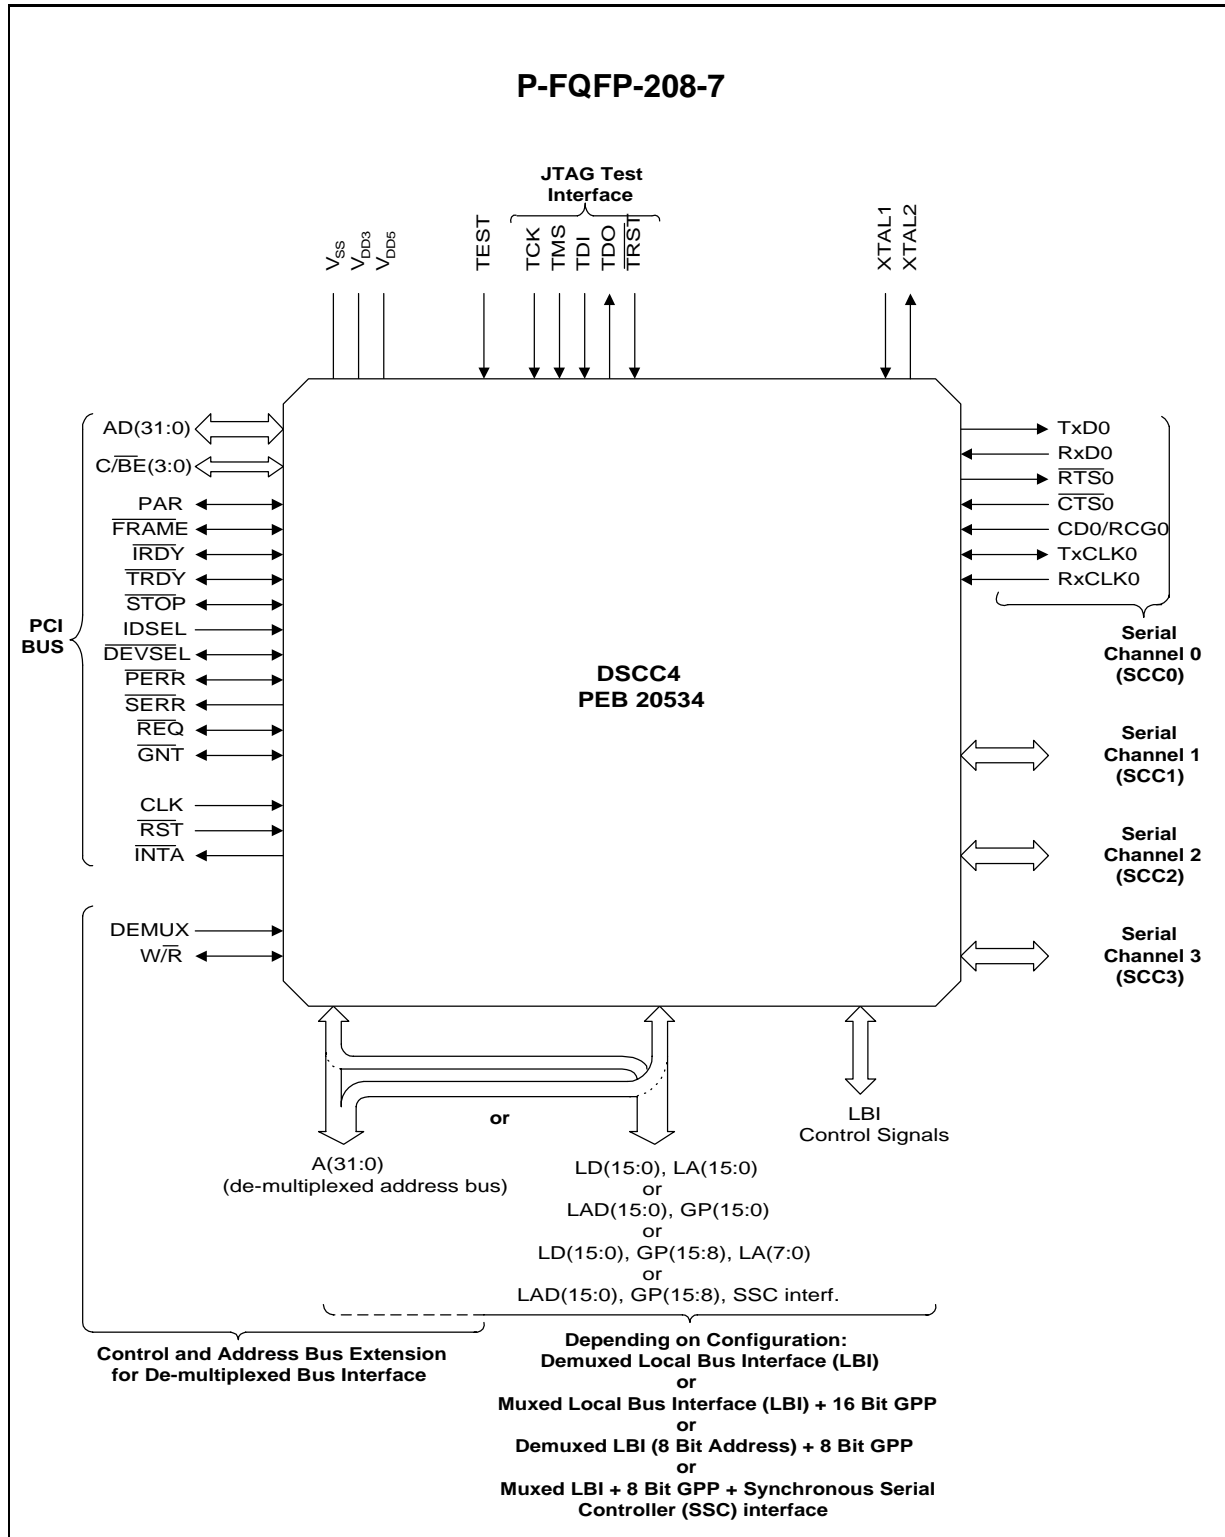 P-FQFP-208-7
JTAG Test
Interface
VSS
VDD3
VDD5
TEST
TCK
TMS
TDI
TDO
TRST
XTAL1
XTAL2
AD(31:0)
C/BE(3:0)
PAR
FRAME
IRDY
TRDY
STOP
IDSEL
DEVSEL
PERR
SERR
REQ
GNT
CLK
RST
INTA
PCI
BUS
DEMUX
W/R
DSCC4
PEB 20534
TxD0
RxD0
RTS0
CTS0
CD0/RCG0
TxCLK0
RxCLK0
Serial
Channel 0
(SCC0)
Serial
Channel 1
(SCC1)
Serial
Channel 2
(SCC2)
Serial
Channel 3
(SCC3)
or
LBI
Control Signals
A(31:0)
(de-multiplexed address bus)
LD(15:0), LA(15:0)
or
LAD(15:0), GP(15:0)
or
LD(15:0), GP(15:8), LA(7:0)
or
LAD(15:0), GP(15:8), SSC interf.
Control and Address Bus Extension
for De-multiplexed Bus Interface
Depending on Configuration:
Demuxed Local Bus Interface (LBI)
or
Muxed Local Bus Interface (LBI) + 16 Bit GPP
or
Demuxed LBI (8 Bit Address) + 8 Bit GPP
or
Muxed LBI + 8 Bit GPP + Synchronous Serial
Controller (SSC) interface